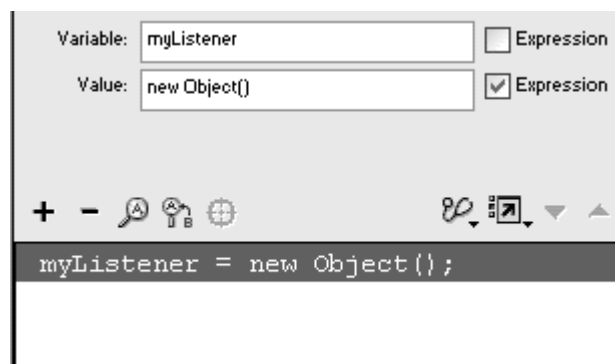 Variable: myListener Expression
Value: new Object() Expression
myListener = new Object();